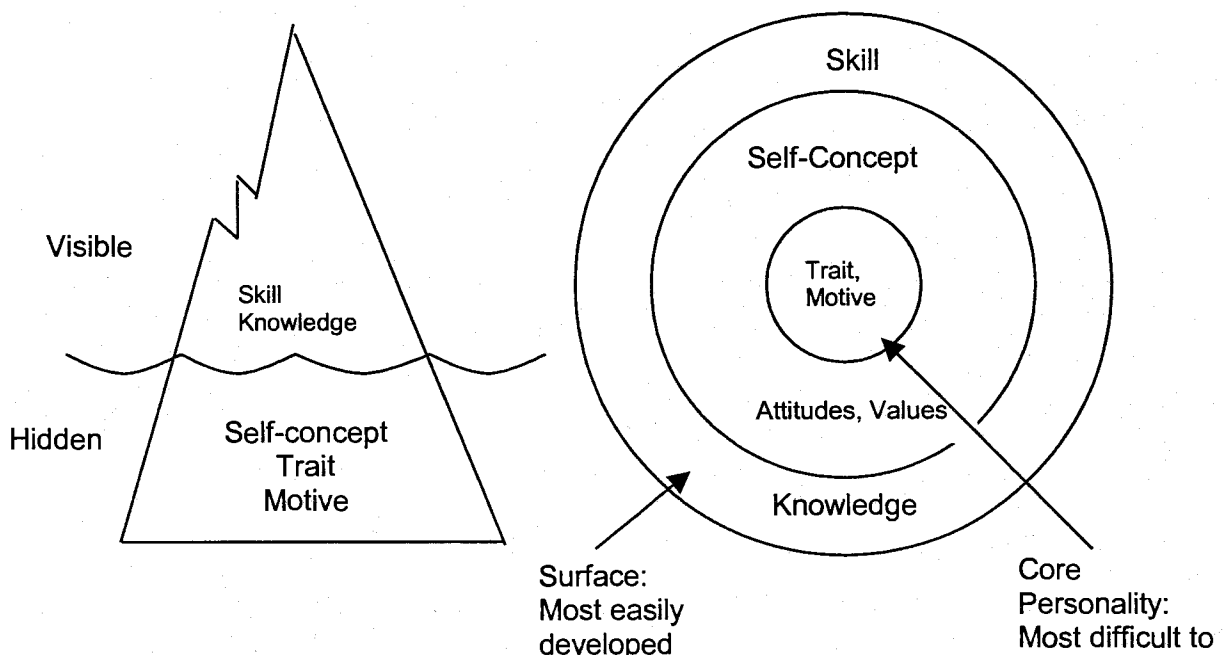 Visible
Skill
Knowledge
Hidden
Self-concept
Trait
Motive
Skill
Self-Concept
Trait,
Motive
Attitudes, Values
Knowledge
Surface:
Most easily
developed
Core
Personality:
Most difficult to